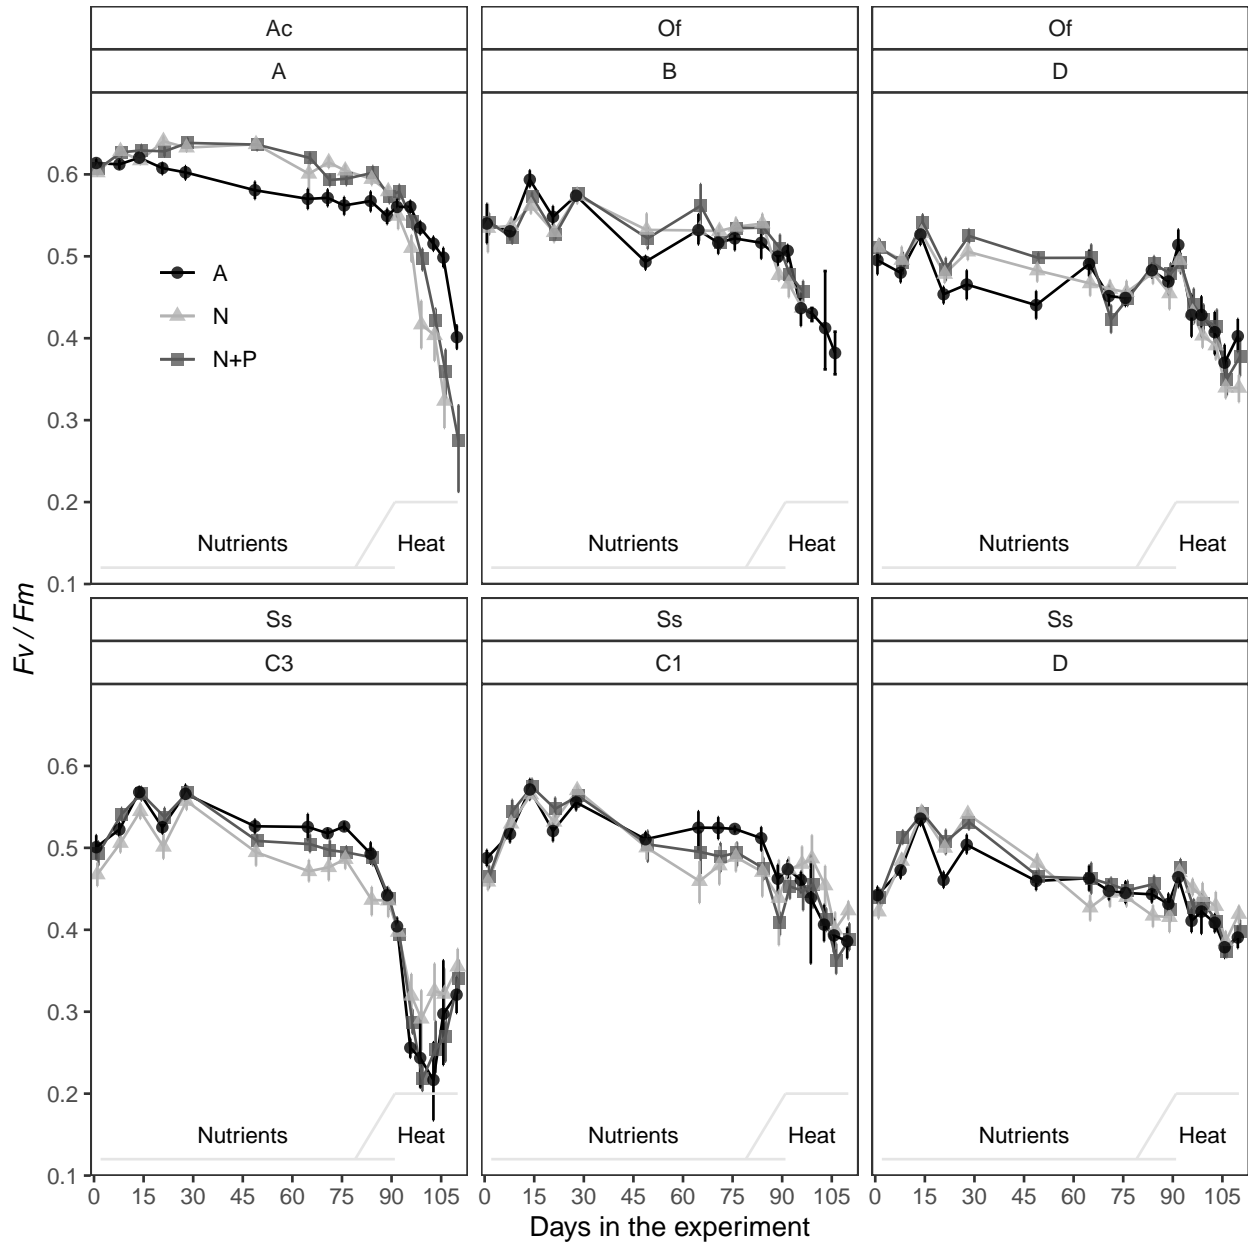 Ac
Of
Of
A
B
D
0.6
0.5
0.4
0.3
0.2
0.1
A
N
N+P
Nutrients
Heat
Nutrients
Heat
Nutrients
Heat
Fv / Fm
Ss
Ss
Ss
C3
C1
D
0.6
0.5
0.4
0.3
0.2
0.1
Nutrients
Heat
Nutrients
Heat
Nutrients
Heat
0 15 30 45 60 75 90 105
0 15 30 45 60 75 90 105
0 15 30 45 60 75 90 105
Days in the experiment